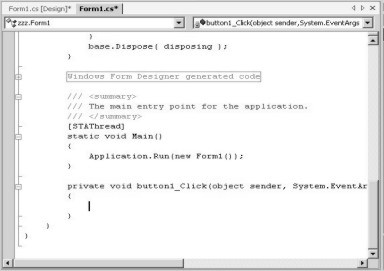 Form1.cs [Design]* Form1.cs*
zzz.Form1 button1_Click(object sender,System.EventArgs
}
base.Dispose( disposing );
}
Windows Form Designer generated code
/// <summary>
/// The main entry point for the application.
/// </summary>
[STAThread]
static void Main()
{
Application.Run(new Form1());
}
private void button1_Click(object sender, System.EventAr
{
}
}
}